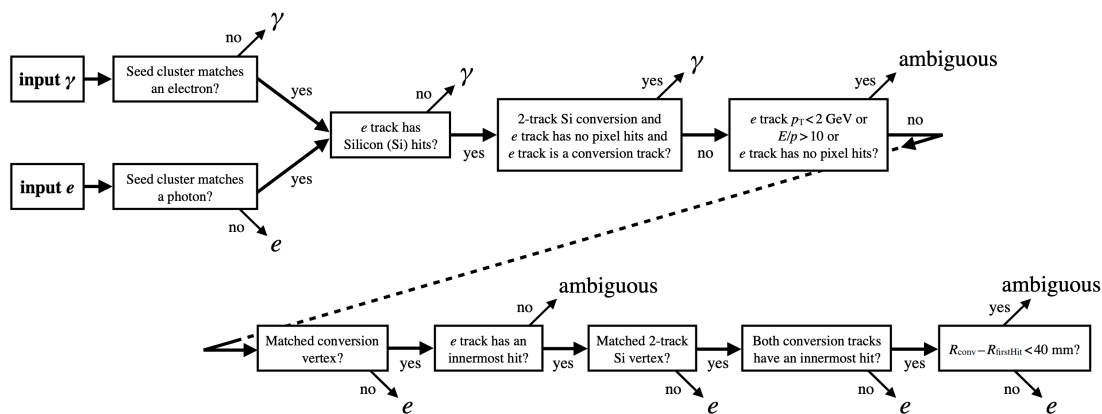 input γ
Seed cluster matches
an electron?
no
γ
yes
input e
Seed cluster matches
a photon?
yes
no
e
e track has
Silicon (Si) hits?
no
γ
yes
2-track Si conversion and
e track has no pixel hits and
e track is a conversion track?
yes
γ
no
e track pT<2 GeV or
E/p>10 or
e track has no pixel hits?
yes
ambiguous
no
Matched conversion
vertex?
no
e
yes
e track has an
innermost hit?
no
ambiguous
yes
Matched 2-track
Si vertex?
no
e
yes
Both conversion tracks
have an innermost hit?
no
e
yes
Rconv−RfirstHit<40 mm?
yes
ambiguous
no
e